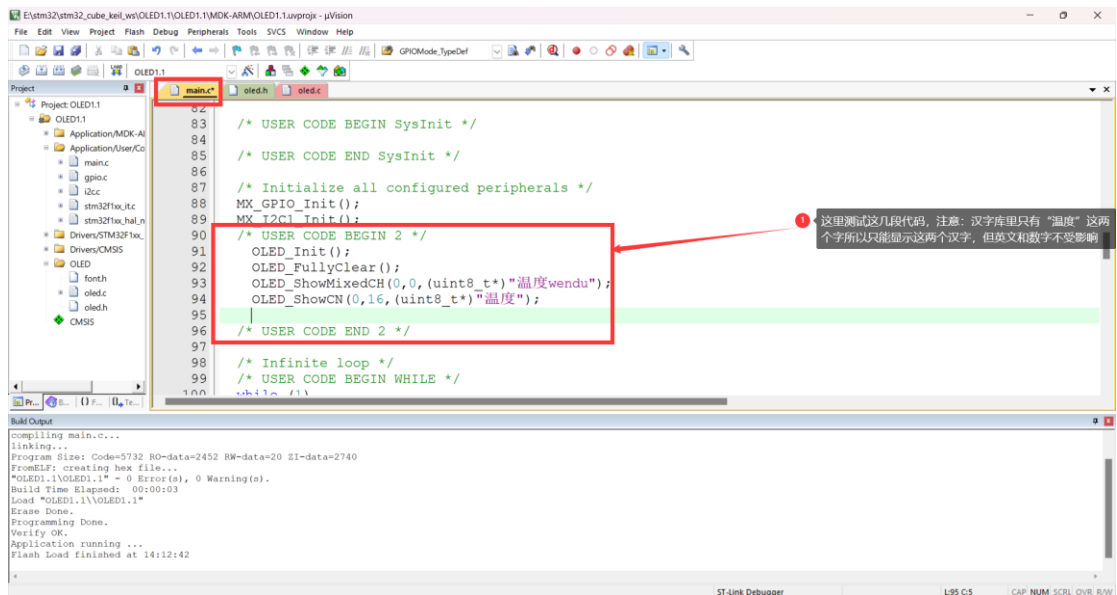 E:\stm32\stm32_cube_keil_ws\OLED1.1\OLED1.1\MDK-ARM\OLED1.1.uvprojx - µVision
File Edit View Project Flash Debug Peripherals Tools SVCS Window Help
GPIOMode_TypeDef
OLED1.1
Project
main.c* oled.h oled.c
Project: OLED1.1
OLED1.1
Application/MDK-AI
Application/User/Co
main.c
gpio.c
i2c.c
stm32f1xx_it.c
stm32f1xx_hal_n
Drivers/STM32F1xx_
Drivers/CMSIS
OLED
font.h
oled.c
oled.h
CMSIS
82
83 /* USER CODE BEGIN SysInit */
84
85 /* USER CODE END SysInit */
86
87 /* Initialize all configured peripherals */
88 MX_GPIO_Init();
89 MX_I2C1_Init();
90 /* USER CODE BEGIN 2 */
91 OLED_Init();
92 OLED_FullyClear();
93 OLED_ShowMixedCH(0,0,(uint8_t*)"温度wendu");
94 OLED_ShowCN(0,16,(uint8_t*)"温度");
95
96 /* USER CODE END 2 */
97
98 /* Infinite loop */
99 /* USER CODE BEGIN WHILE */
100 while (1)
1 这里测试这几段代码，注意：汉字库里只有“温度”这两
个字所以只能显示这两个汉字，但英文和数字不受影响
Pr... B... {} F... Te...
Build Output
compiling main.c...
linking...
Program Size: Code=5732 RO-data=2452 RW-data=20 ZI-data=2740
FromELF: creating hex file...
"OLED1.1\OLED1.1" - 0 Error(s), 0 Warning(s).
Build Time Elapsed: 00:00:03
Load "OLED1.1\\OLED1.1"
Erase Done.
Programming Done.
Verify OK.
Application running ...
Flash Load finished at 14:12:42
ST-Link Debugger L:95 C:5 CAP NUM SCRL OVR R/W